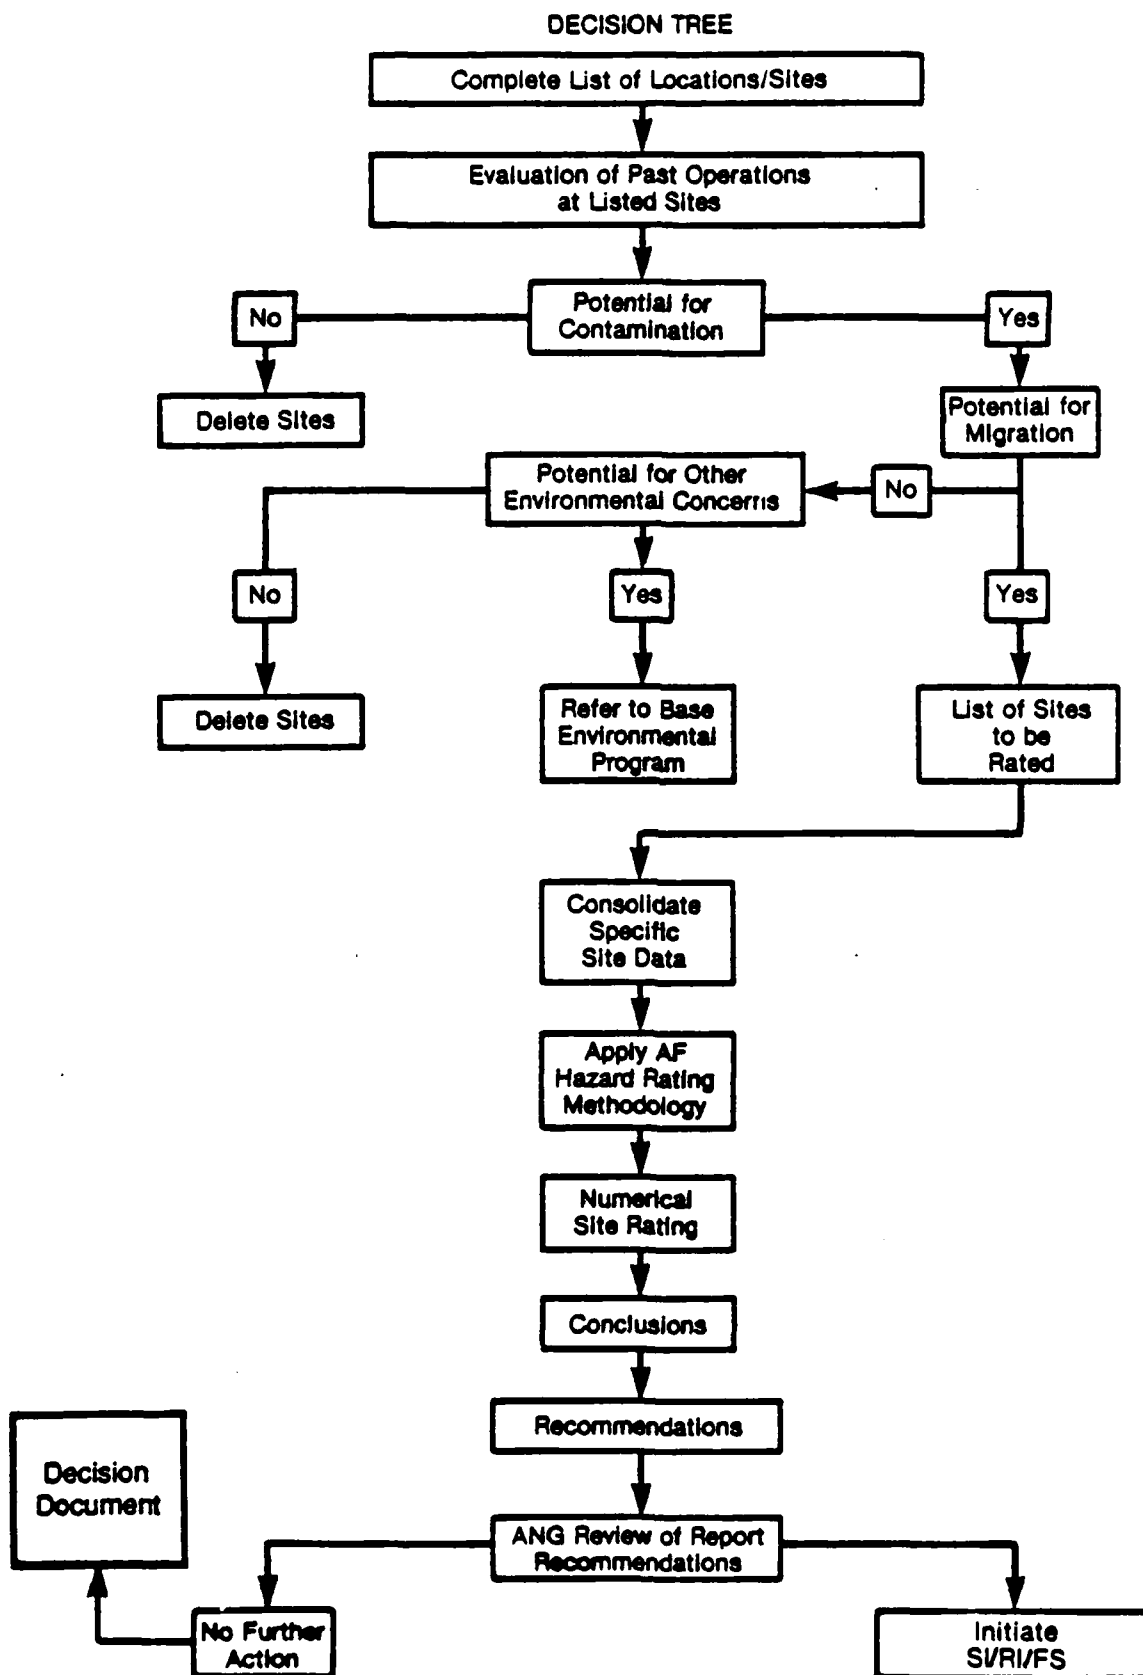 DECISION TREE
Complete List of Locations/Sites
Evaluation of Past Operations
at Listed Sites
No
Potential for
Contamination
Yes
Delete Sites
Potential for
Migration
Potential for Other
Environmental Concerns
No
No
Yes
Yes
Delete Sites
Refer to Base
Environmental
Program
List of Sites
to be
Rated
Consolidate
Specific
Site Data
Apply AF
Hazard Rating
Methodology
Numerical
Site Rating
Conclusions
Recommendations
Decision
Document
ANG Review of Report
Recommendations
No Further
Action
Initiate
SI/RI/FS